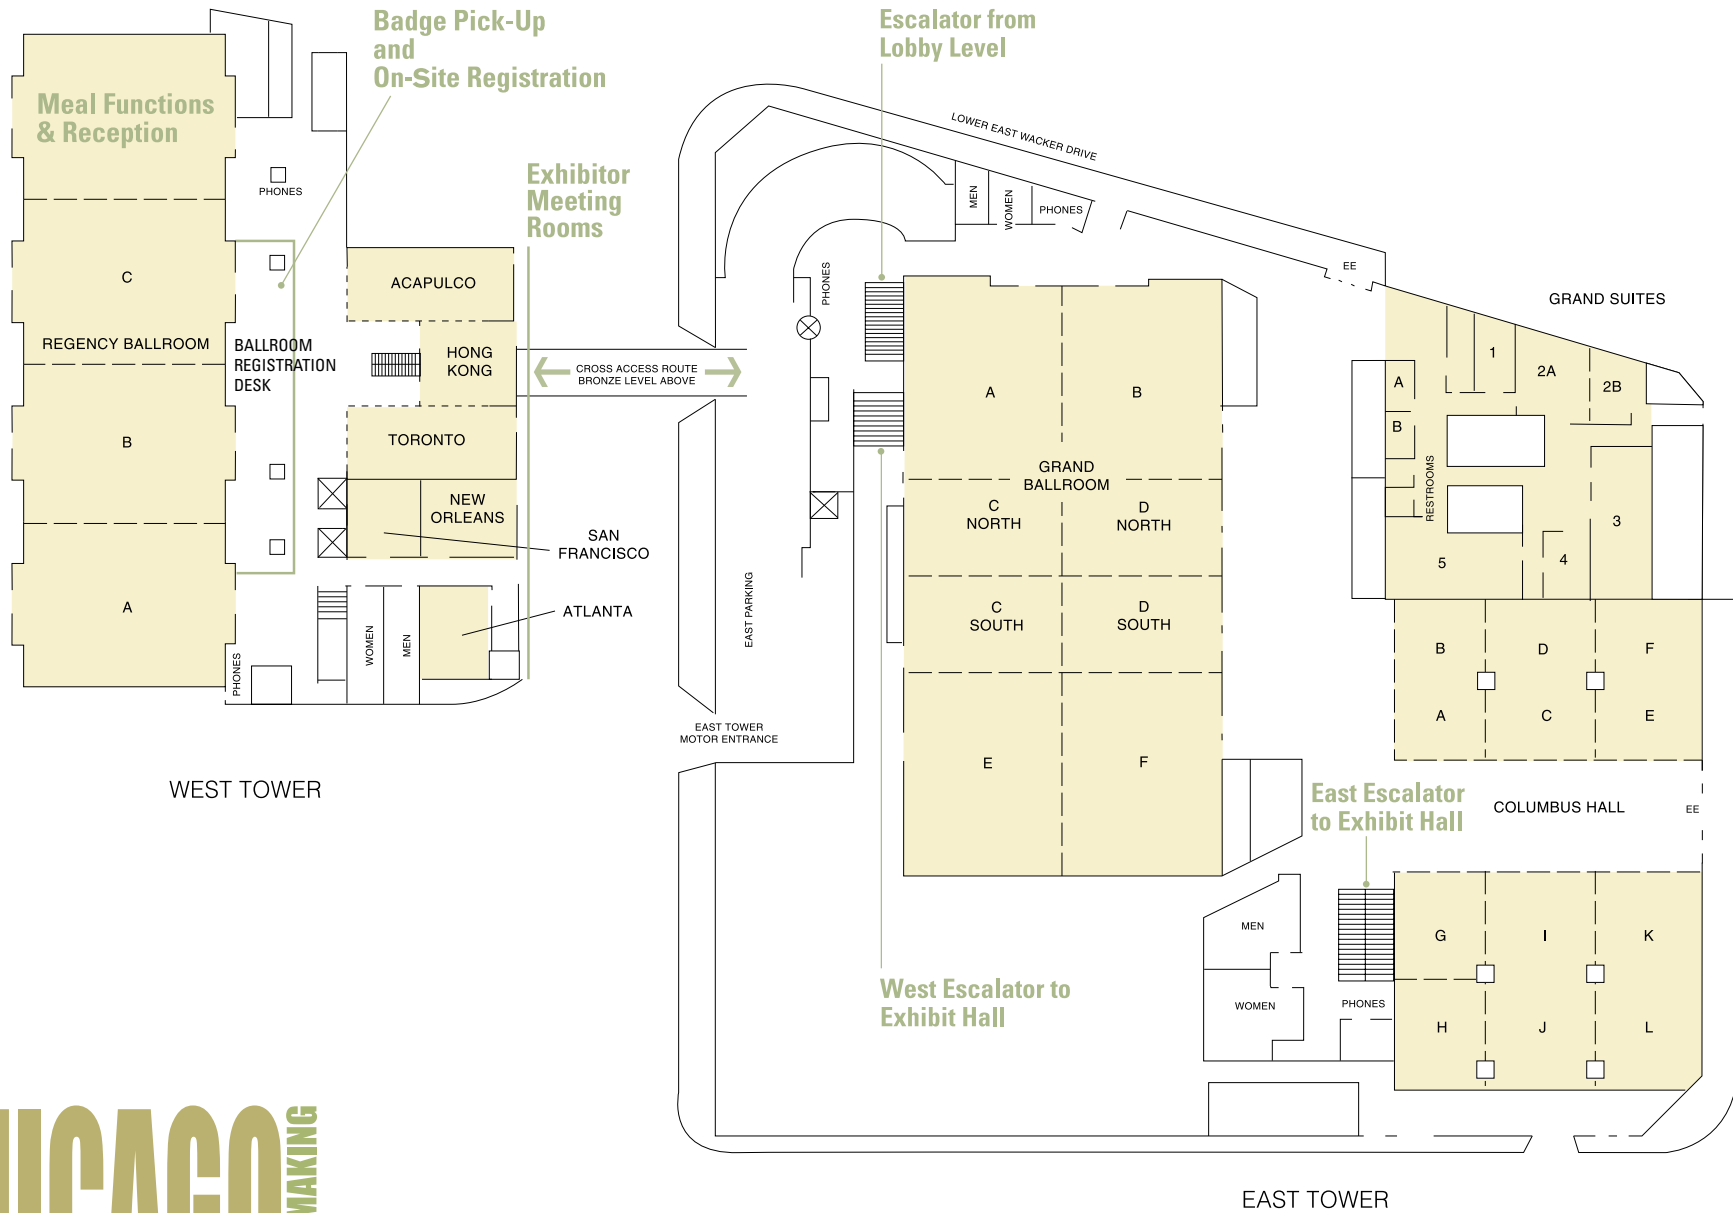 Badge Pick-Up
and
On-Site Registration
Escalator from
Lobby Level
Meal Functions
& Reception
Exhibitor
Meeting
Rooms
LOWER EAST WACKER DRIVE
PHONES
MEN
WOMEN
PHONES
EE
GRAND SUITES
C
REGENCY BALLROOM
BALLROOM
REGISTRATION
DESK
B
A
PHONES
ACAPULCO
HONG
KONG
TORONTO
NEW
ORLEANS
SAN
FRANCISCO
ATLANTA
WOMEN
MEN
CROSS ACCESS ROUTE
BRONZE LEVEL ABOVE
PHONES
EAST PARKING
EAST TOWER
MOTOR ENTRANCE
A
B
GRAND
BALLROOM
C
NORTH
D
NORTH
C
SOUTH
D
SOUTH
E
F
1
2A
2B
A
B
RESTROOMS
3
4
5
B
D
F
A
C
E
COLUMBUS HALL
EE
East Escalator
to Exhibit Hall
G
I
K
H
J
L
MEN
WOMEN
PHONES
West Escalator to
Exhibit Hall
WEST TOWER
EAST TOWER
MAKING